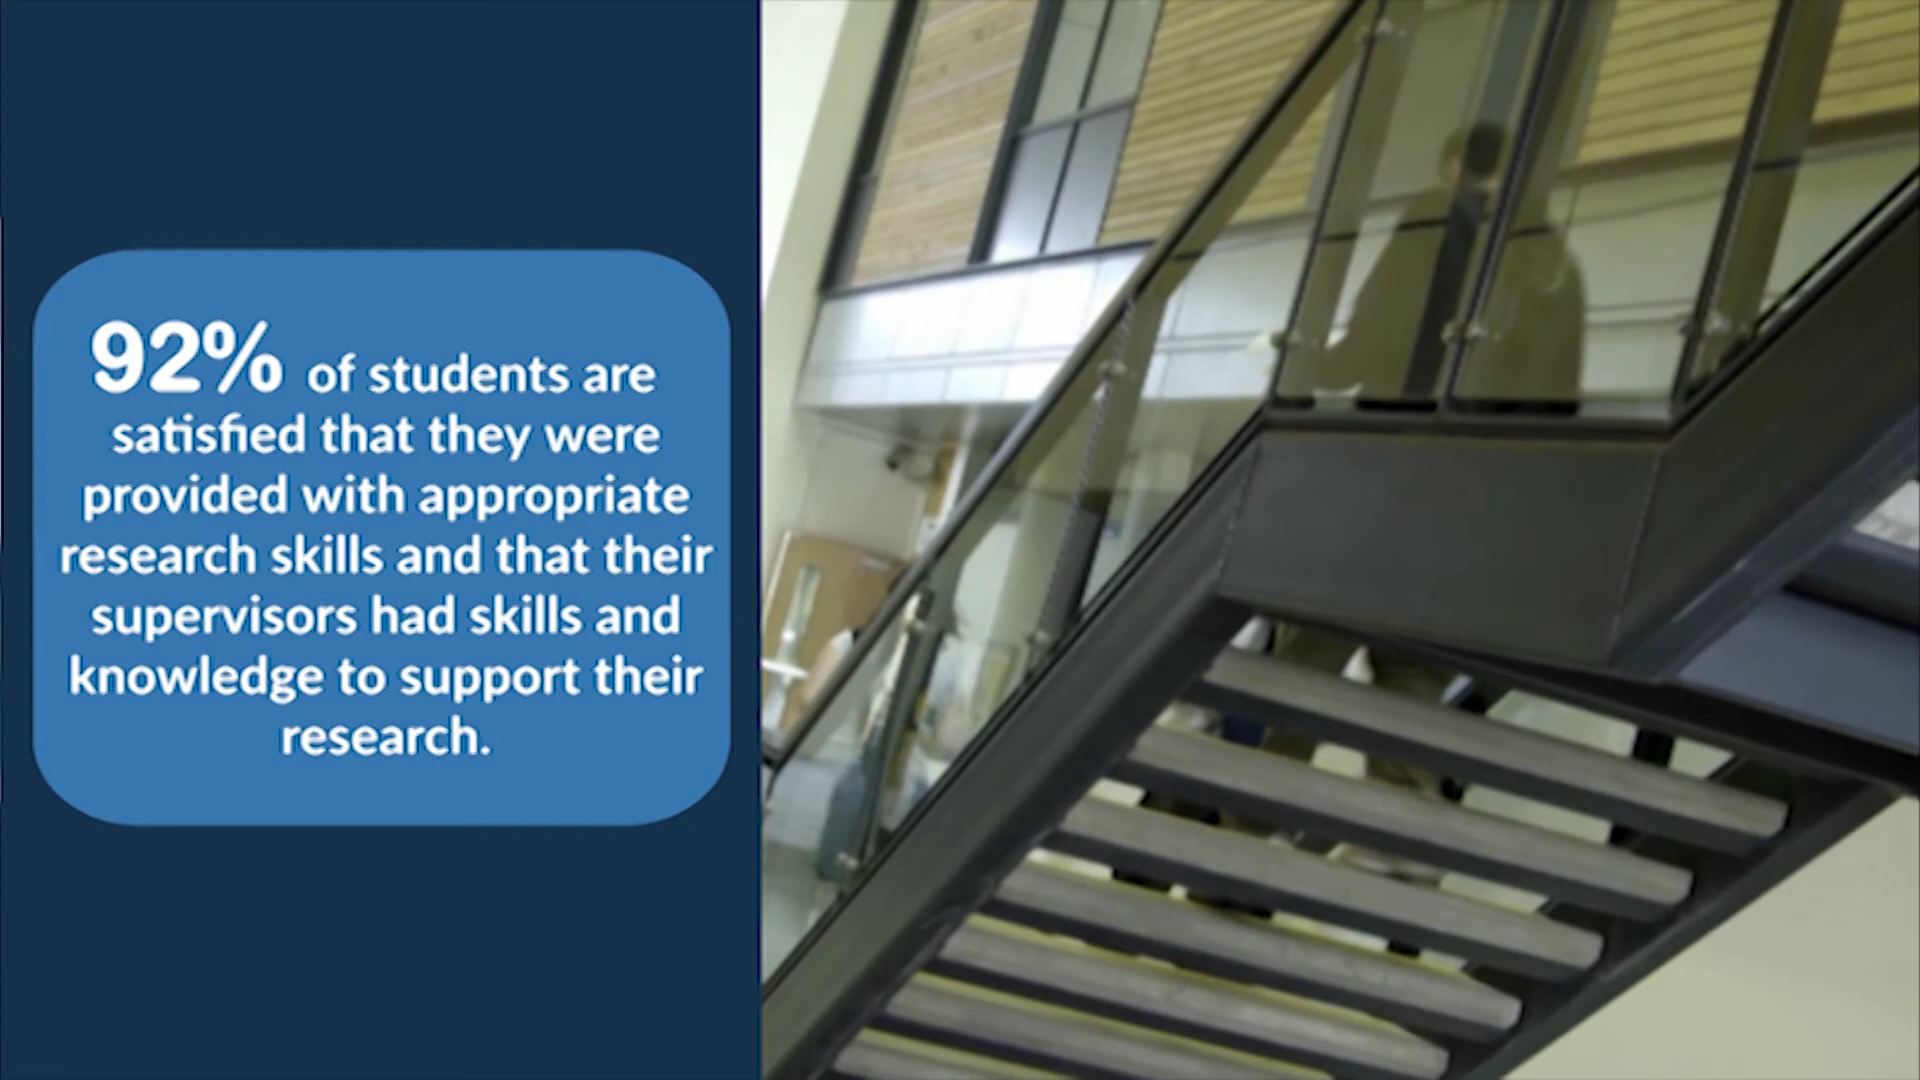 92% of students are
satisfied that they were
provided with appropriate
research skills and that their
supervisors had skills and
knowledge to support their
research.